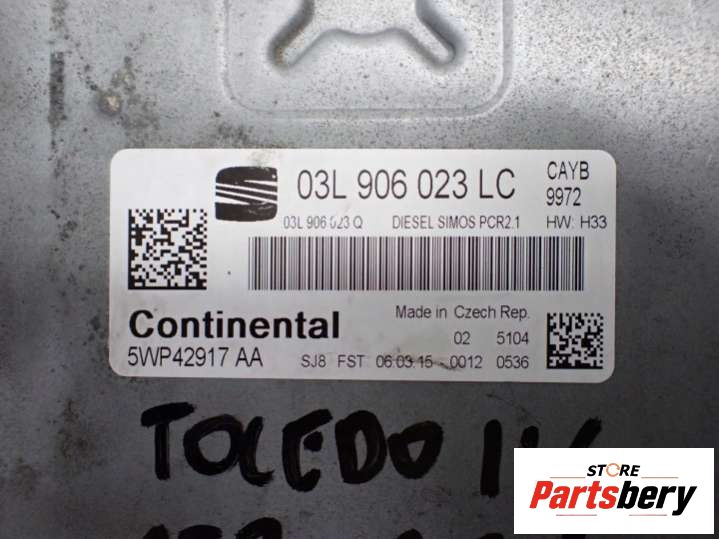 03L 906 023 LC
CAYB
9972
03L 906 023 Q DIESEL SIMOS PCR2.1 HW: H33
Continental
Made in Czech Rep.
02 5104
5WP42917 AA
SJ8 FST 06.03.15 0012 0536
TOLEDO
STORE
Partsbery